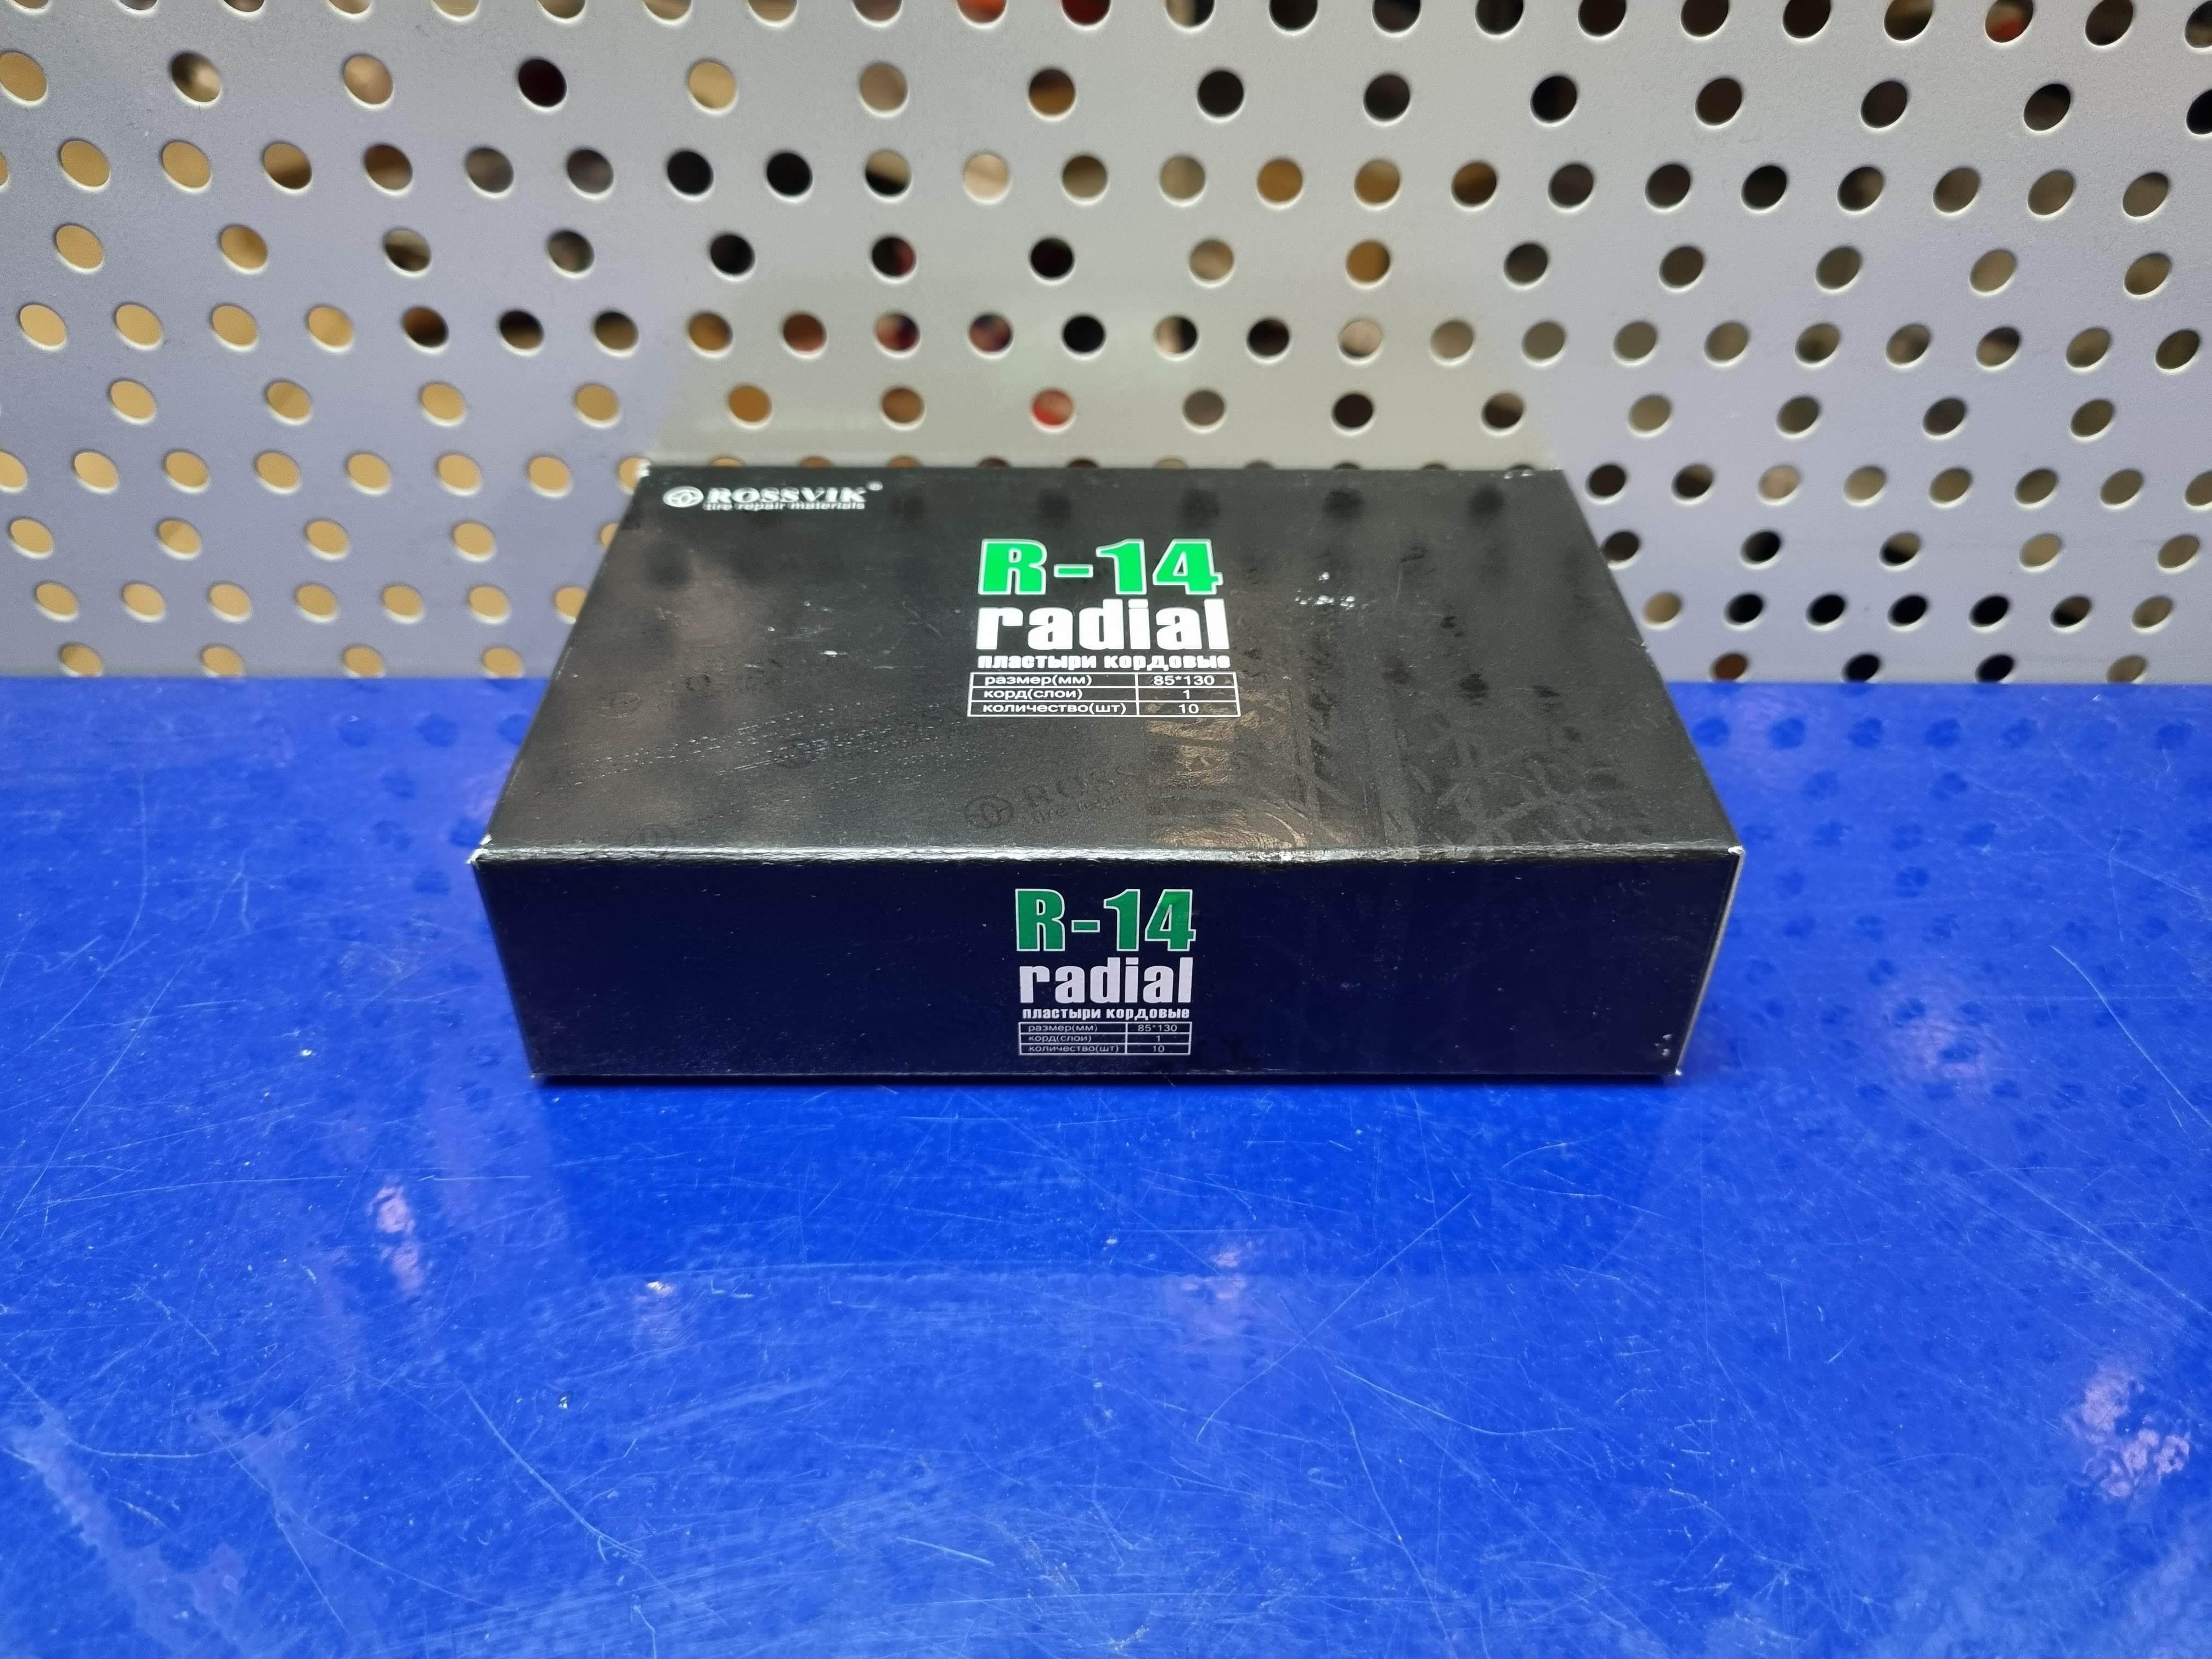 ROSSVIK®
tire repair materials
R-14
radial
пластыри кордовые
размер(мм) 85*130
корд(слои) 1
количество(шт) 10
R-14
radial
пластыри кордовые
размер(мм) 85*130
корд(слои) 1
количество(шт) 10